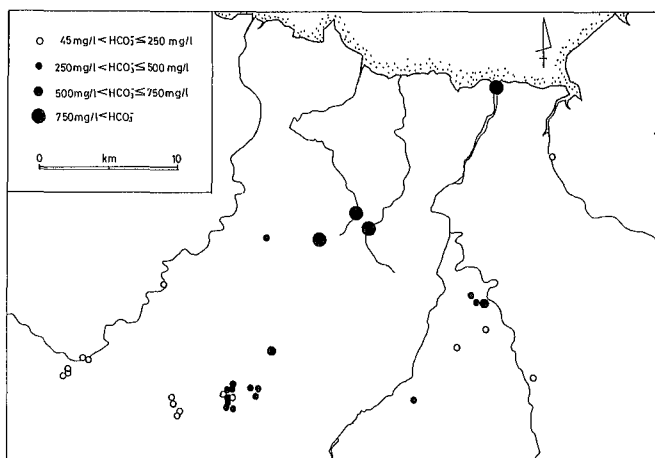 45mg/l < HCO₃⁻ ≤ 250 mg/l
250mg/l < HCO₃⁻ ≤ 500 mg/l
500mg/l < HCO₃⁻ ≤ 750mg/l
750mg/l < HCO₃⁻
0 km 10